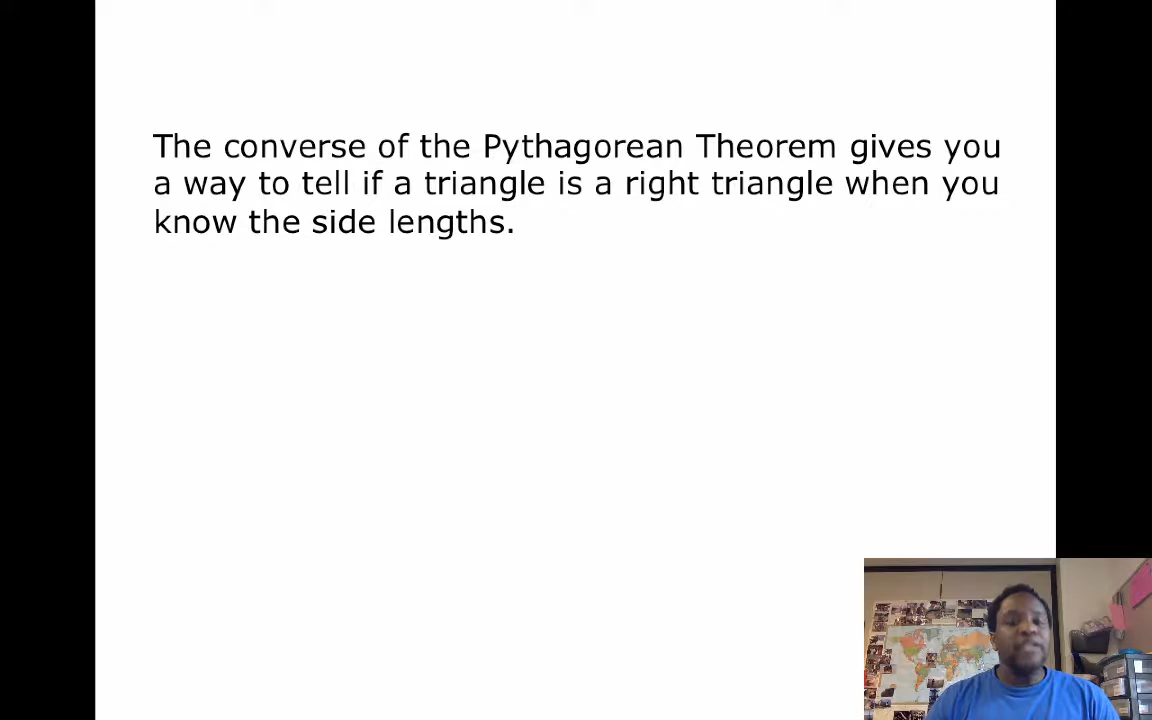 The converse of the Pythagorean Theorem gives you
a way to tell if a triangle is a right triangle when you
know the side lengths.